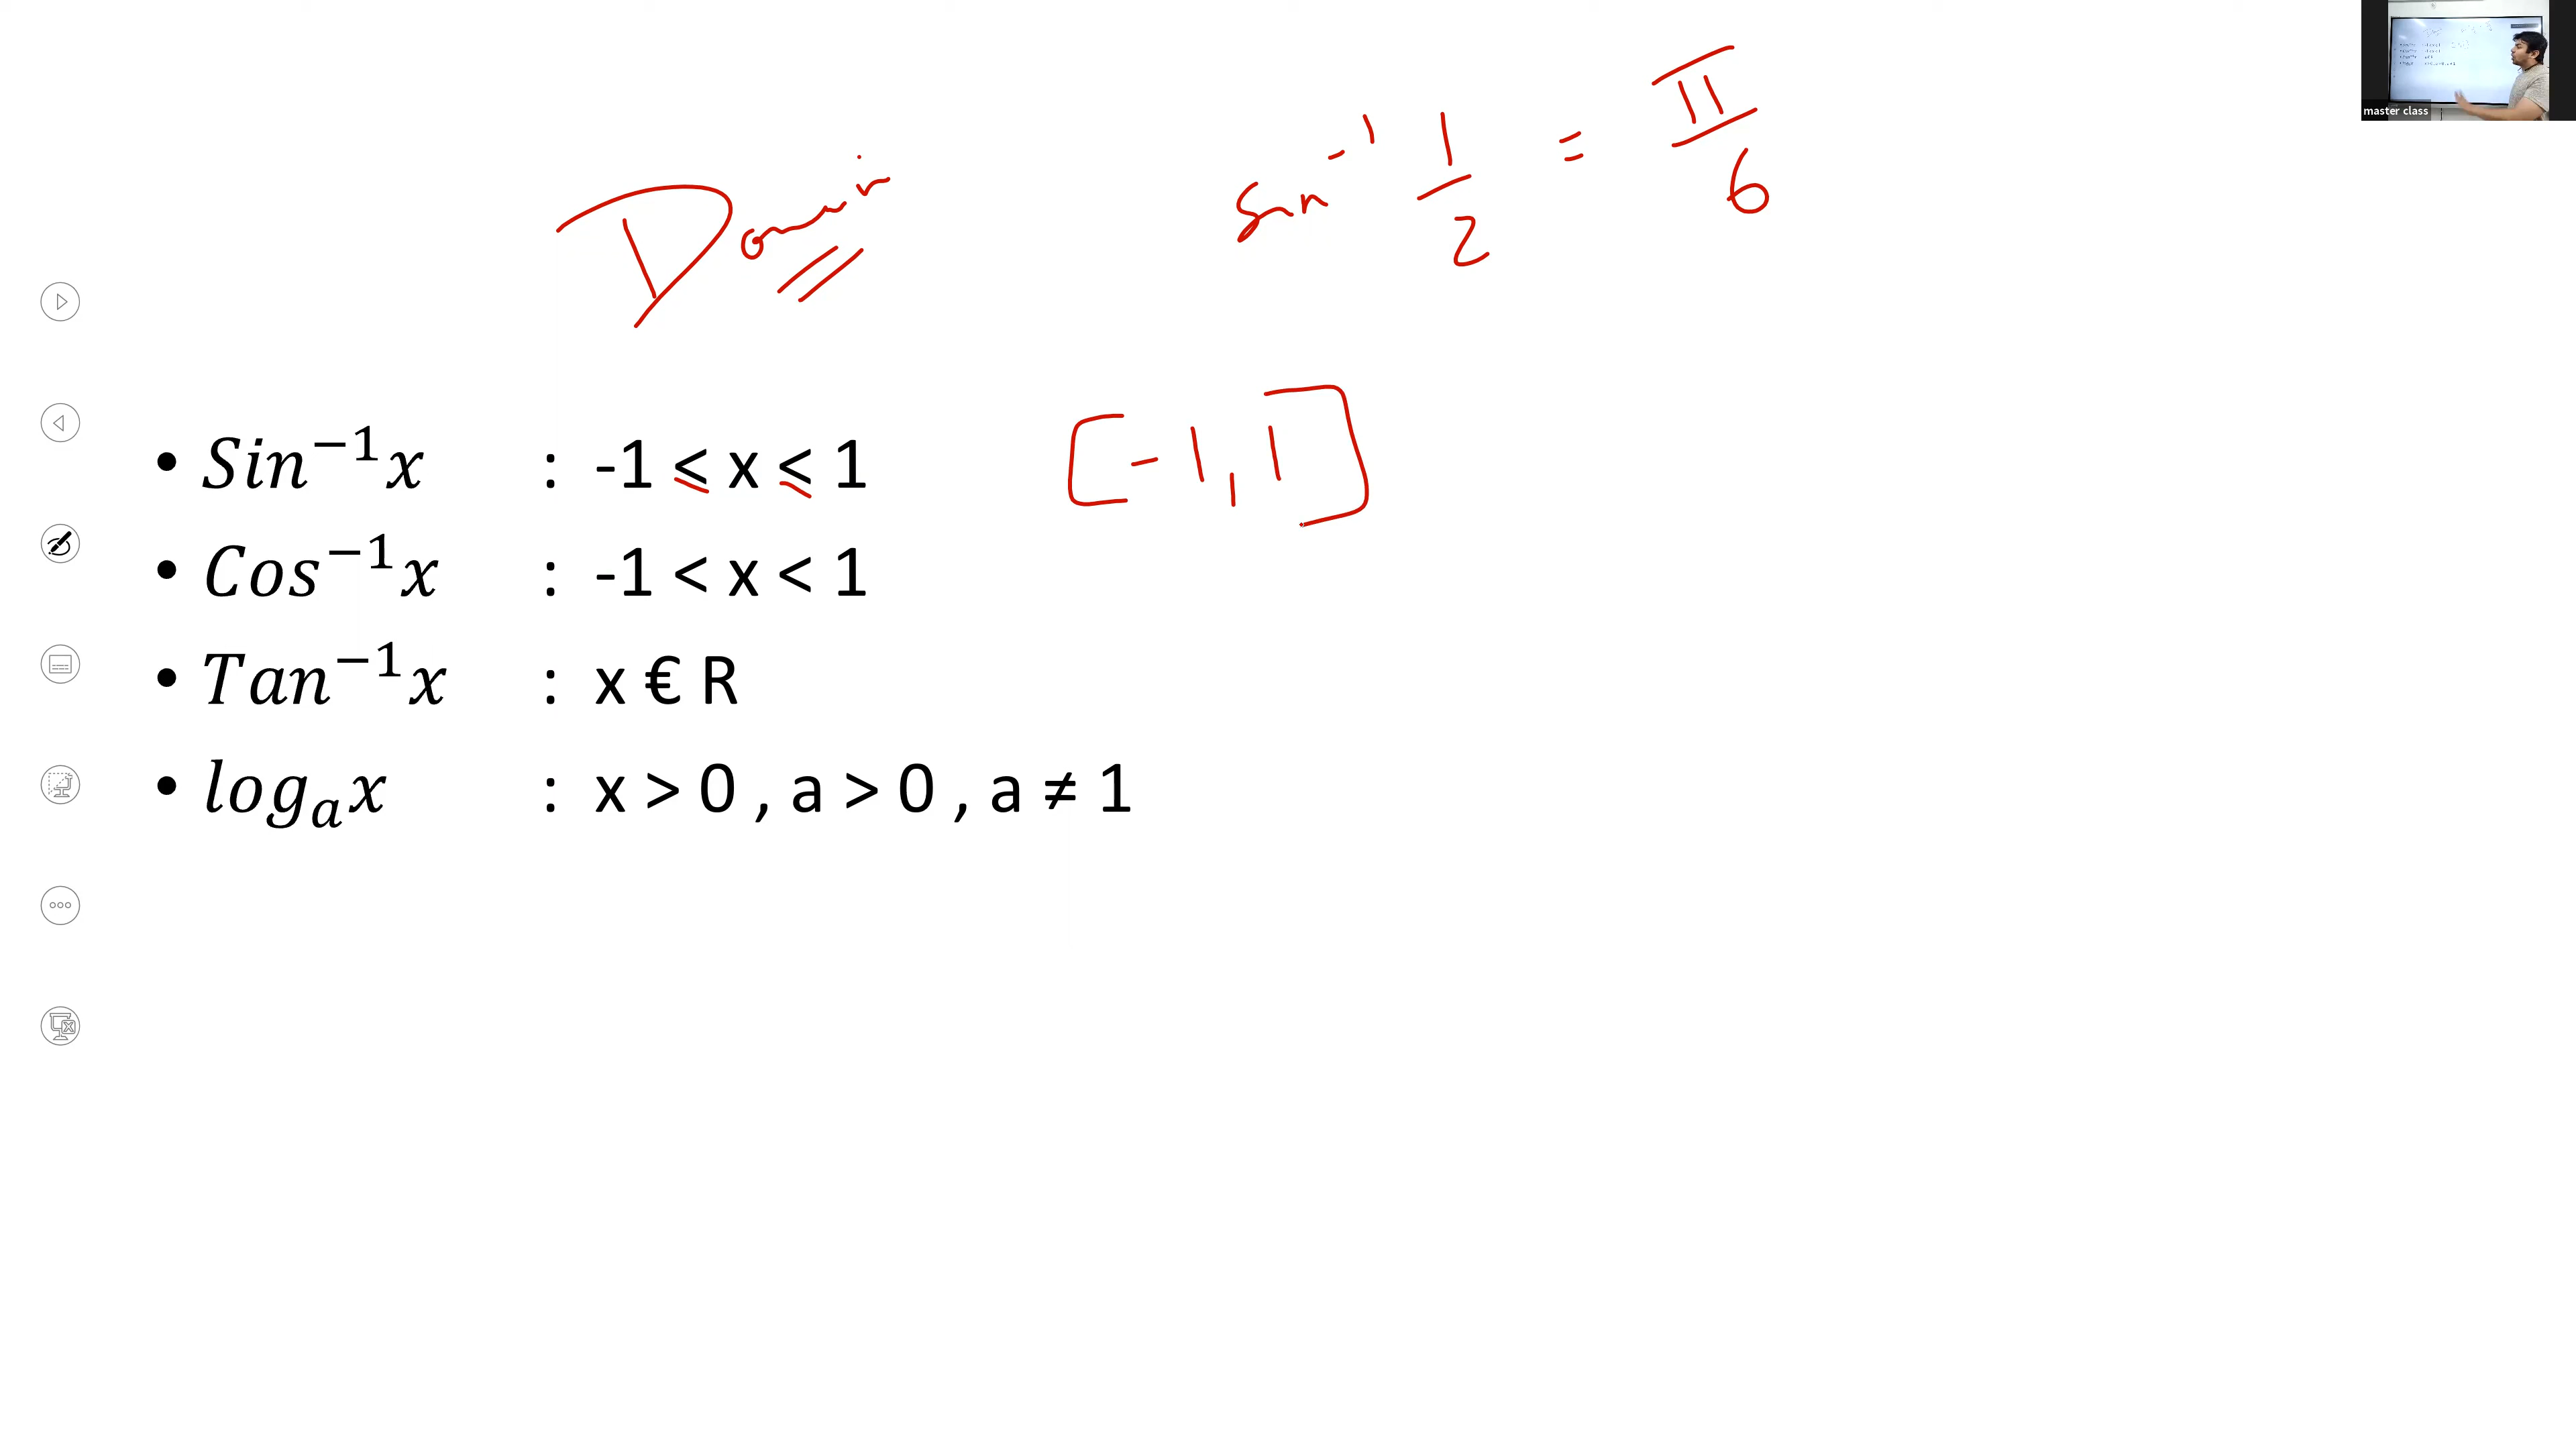 master class
Domain
sin⁻¹ 1/2 = π/6
• Sin⁻¹x : -1 ≤ x ≤ 1 [-1, 1]
• Cos⁻¹x : -1 < x < 1
• Tan⁻¹x : x € R
• logₐx : x > 0 , a > 0 , a ≠ 1